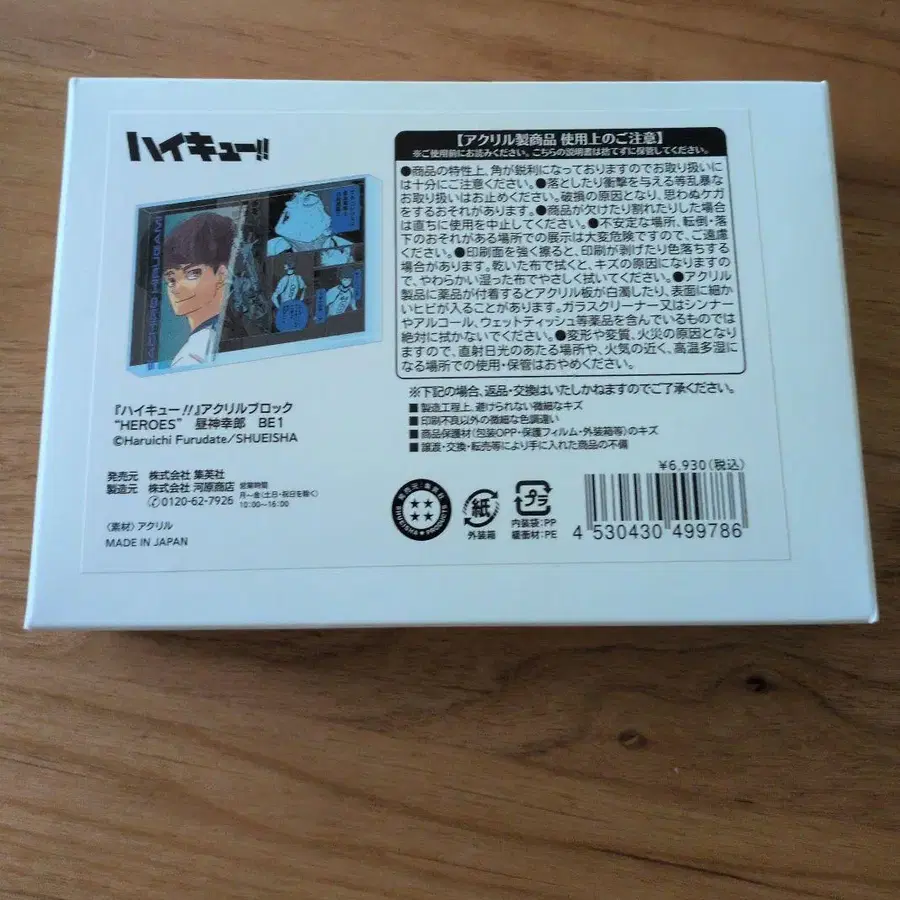 ハイキュー!!
『ハイキュー!!』アクリルブロック
"HEROES" 昼神幸郎 BE1
©Haruichi Furudate/SHUEISHA
発売元 株式会社 集英社
製造元 株式会社 河原商店
0120-62-7926
営業時間
月〜金(土日・祝日を除く)
10:00〜16:00
〈素材〉アクリル
MADE IN JAPAN
【アクリル製商品 使用上のご注意】
※ご使用前にお読みください。こちらの説明書は捨てずに保管してください。
●商品の特性上、角が鋭利になっておりますのでお取り扱いに
は十分にご注意ください。●落としたり衝撃を与える等乱暴な
お取り扱いはお止めください。破損の原因となり、思わぬケガ
をするおそれがあります。●商品が欠けたり割れたりした場合
は直ちに使用を中止してください。●不安定な場所、転倒・落
下のおそれがある場所での展示は大変危険ですので、ご遠慮
ください。●印刷面を強く擦ると、印刷が剥げたり色落ちする
場合があります。乾いた布で拭くと、キズの原因になりますの
で、やわらかい湿った布でやさしく拭いてください。●アクリル
製品に薬品が付着するとアクリル板が白濁したり、表面に細か
いヒビが入ることがあります。ガラスクリーナー又はシンナー
やアルコール、ウェットティッシュ等薬品を含んでいるものでは
絶対に拭かないでください。●変形や変質、火災の原因となり
ますので、直射日光のあたる場所や、火気の近く、高温多湿に
なる場所での使用・保管はおやめください。
※下記の場合、返品・交換はいたしかねますのでご了承ください。
■製造工程上、避けられない微細なキズ
■印刷不良以外の微細な色調違い
■商品保護材(包装OPP・保護フィルム・外装箱等)のキズ
■譲渡・交換・転売等により手に入れた商品の不備
¥6,930(税込)
発売元:集英社
SHUEISHA PRODUCTS
紙
外装箱
プラ
内装袋:PP
緩衝材:PE
4 530430 499786